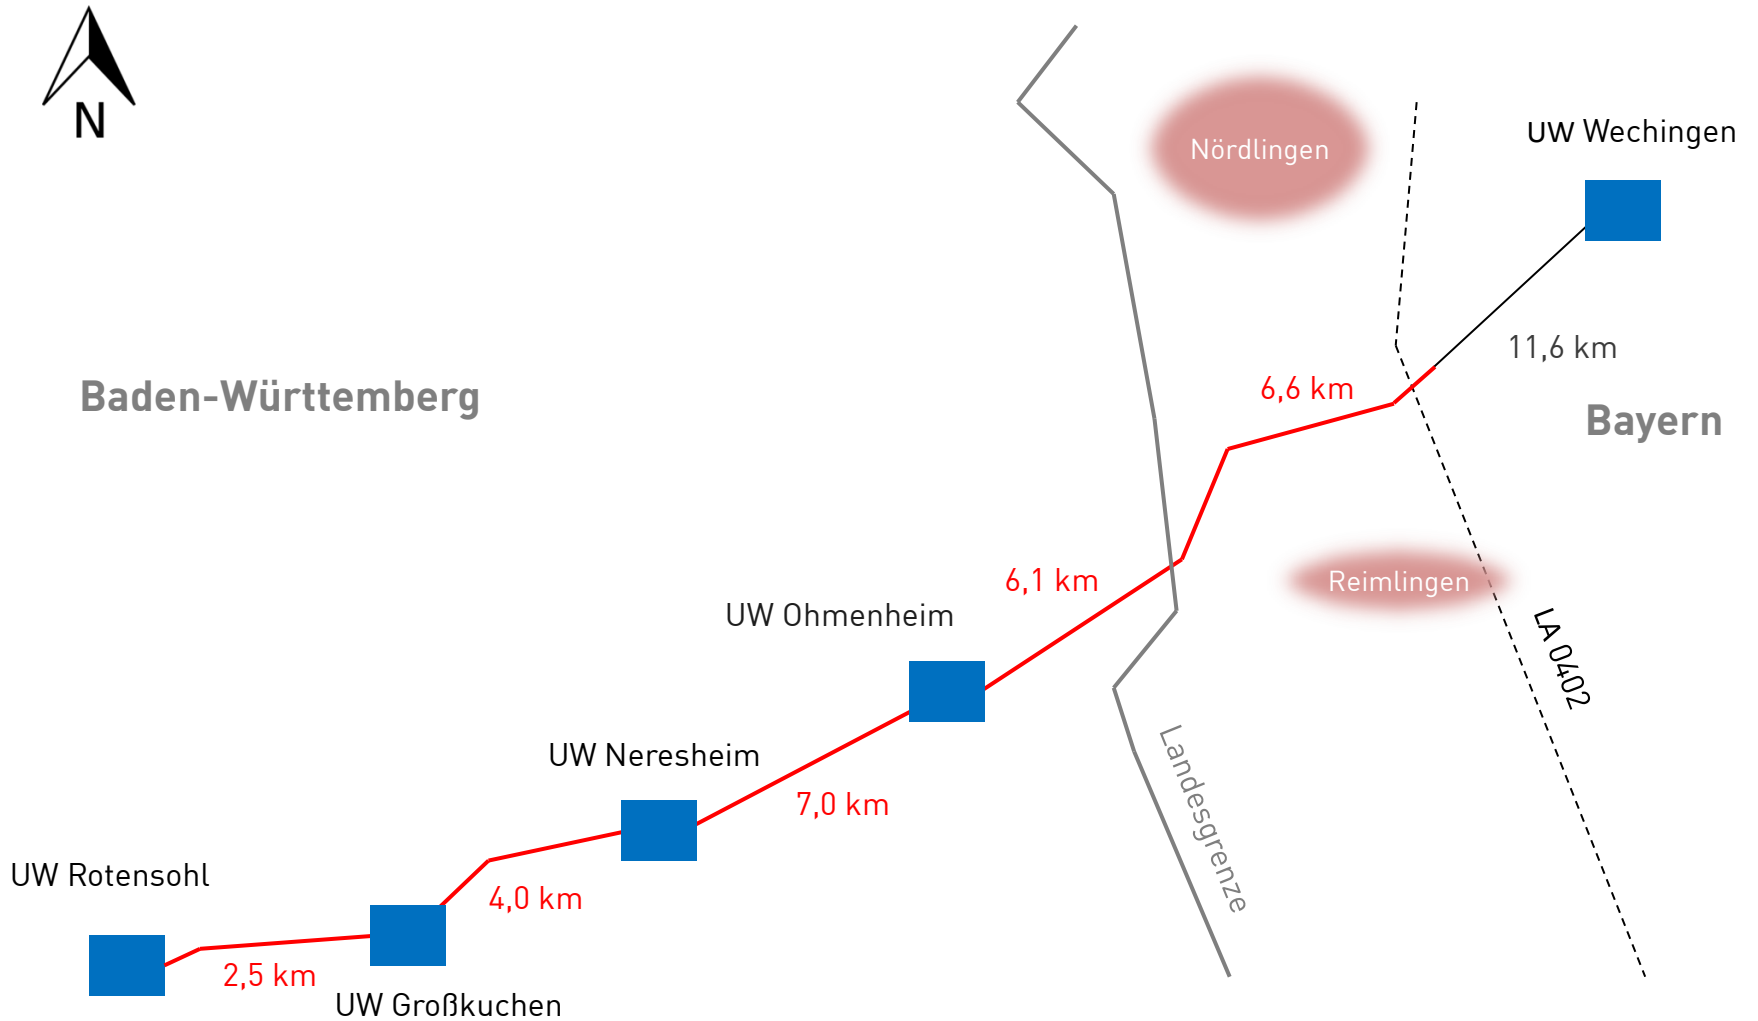 N
Nördlingen
UW Wechingen
11,6 km
6,6 km
Baden-Württemberg
Bayern
6,1 km
Reimlingen
UW Ohmenheim
LA 0402
UW Neresheim
7,0 km
Landesgrenze
UW Rotensohl
4,0 km
2,5 km
UW Großkuchen